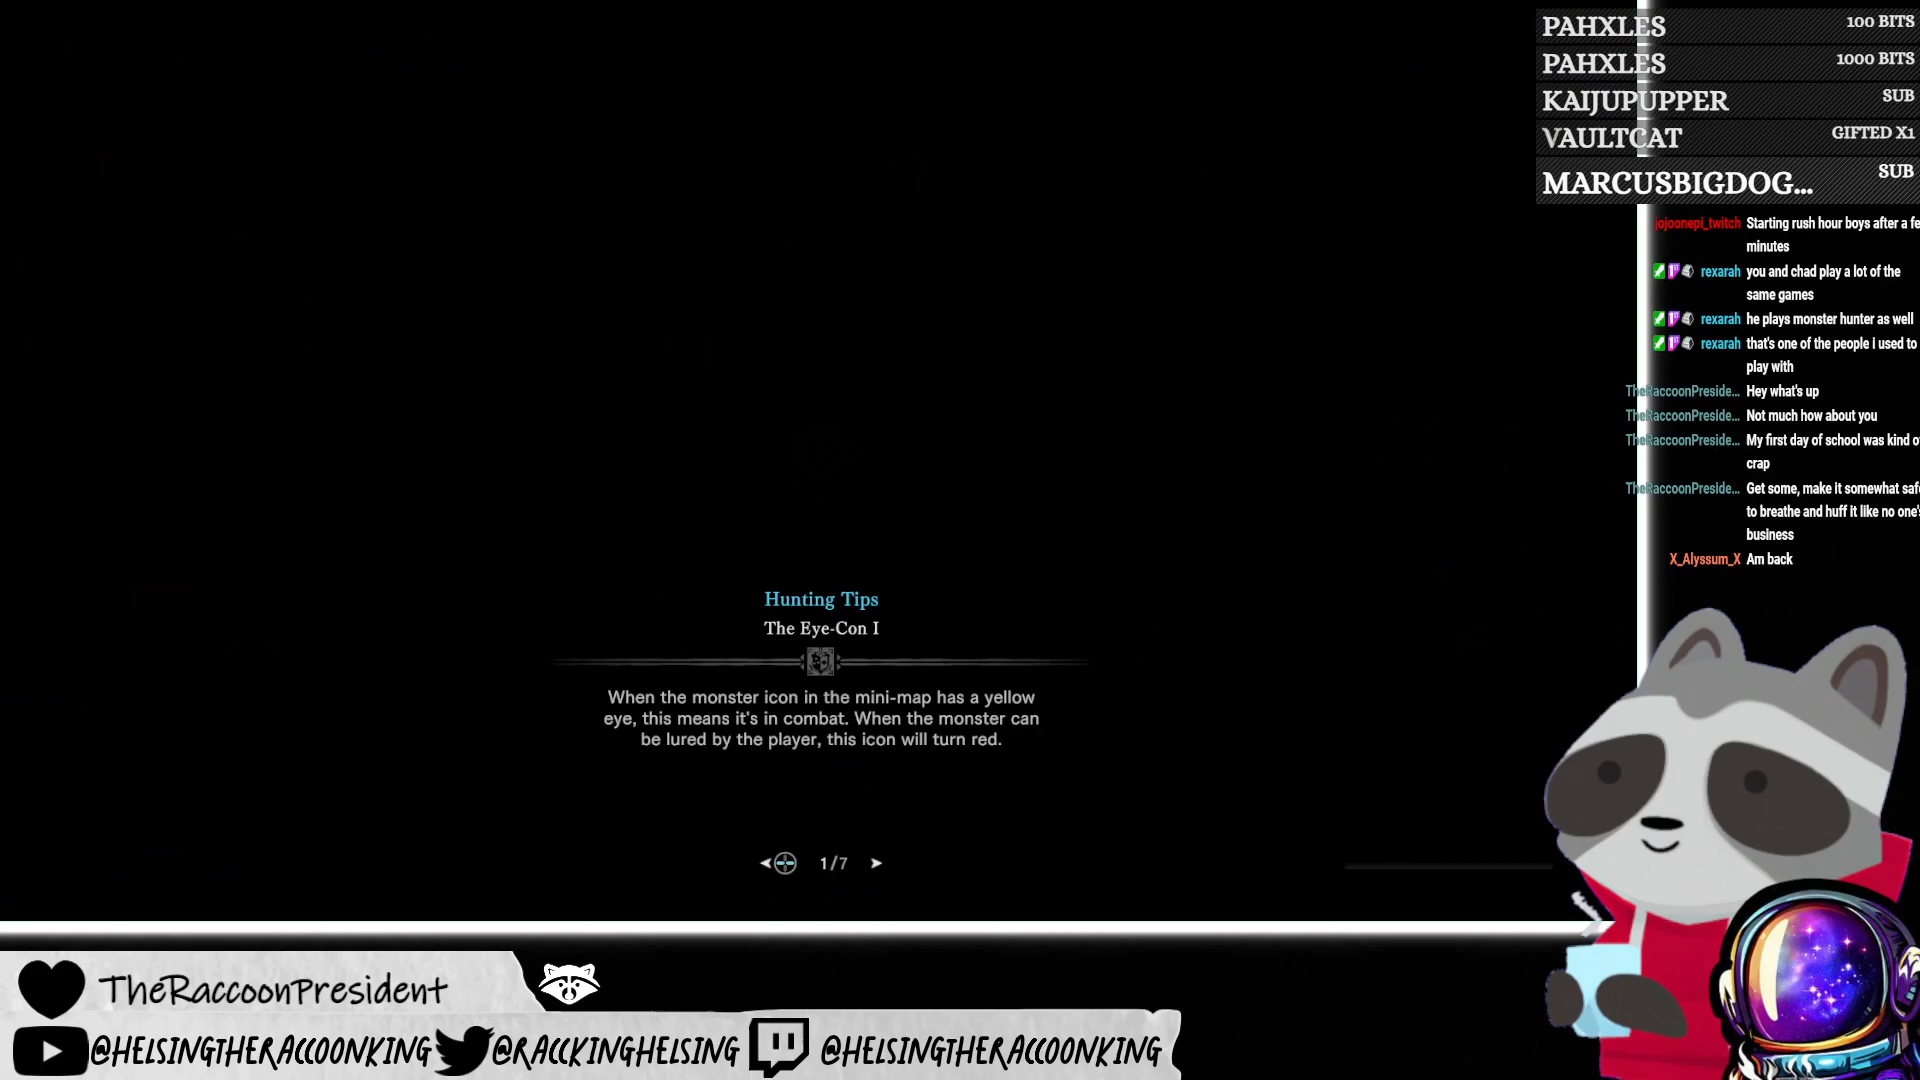 PAHXLES 100 BITS
PAHXLES 1000 BITS
KAIJUPUPPER SUB
VAULTCAT GIFTED X1
MARCUSBIGDOG... SUB
jojoonepi_twitch Starting rush hour boys after a fe
minutes
rexarah you and chad play a lot of the
same games
rexarah he plays monster hunter as well
rexarah that's one of the people i used to
play with
TheRaccoonPreside... Hey what's up
TheRaccoonPreside... Not much how about you
TheRaccoonPreside... My first day of school was kind of
crap
TheRaccoonPreside... Get some, make it somewhat safe
to breathe and huff it like no one's
business
X_Alyssum_X Am back
Hunting Tips
The Eye-Con I
When the monster icon in the mini-map has a yellow
eye, this means it's in combat. When the monster can
be lured by the player, this icon will turn red.
1/7
TheRaccoonPresident
@HELSINGTHERACCOONKING @RACCKINGHELSING @HELSINGTHERACCOONKING